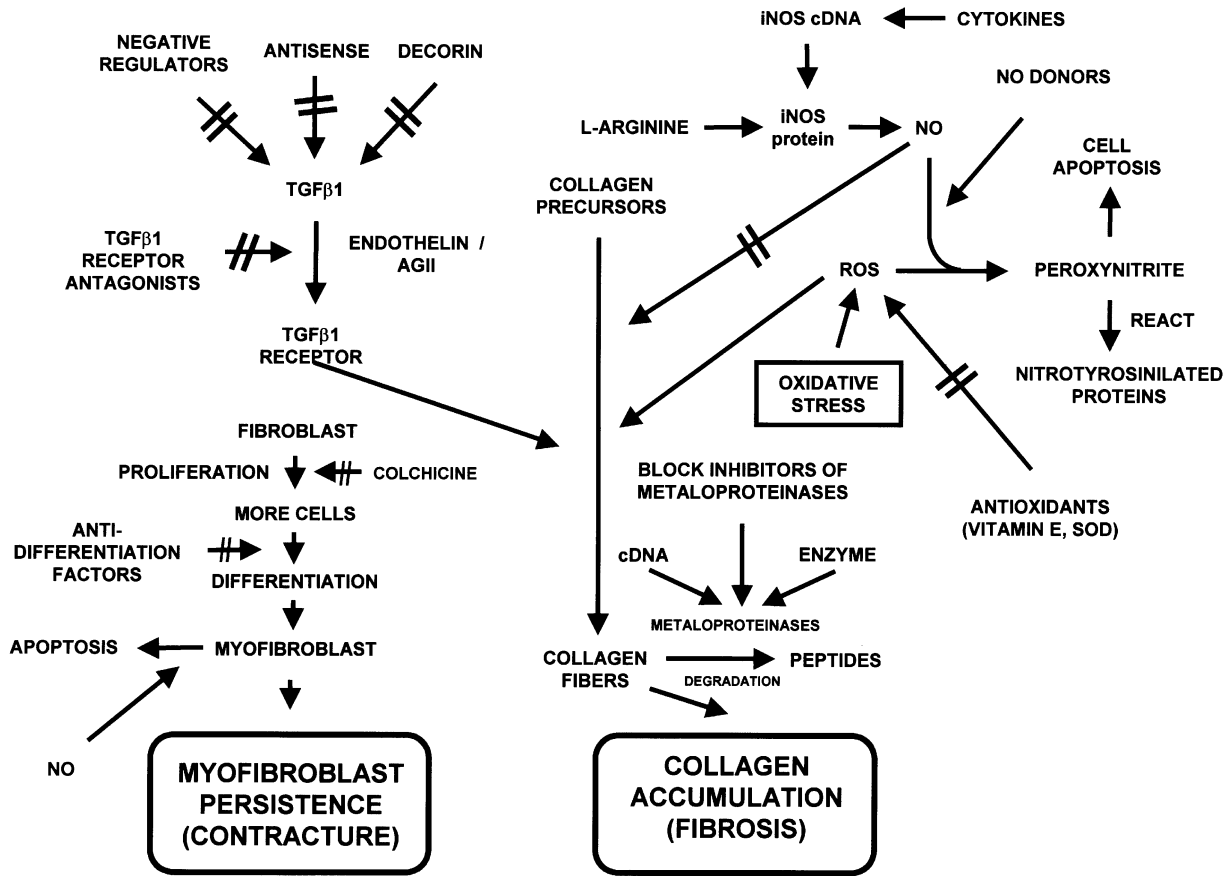 NEGATIVE
REGULATORS
ANTISENSE
DECORIN
TGFβ1
TGFβ1
RECEPTOR
ANTAGONISTS
ENDOTHELIN /
AGII
TGFβ1
RECEPTOR
iNOS cDNA
CYTOKINES
NO DONORS
L-ARGININE
iNOS
protein
NO
CELL
APOPTOSIS
COLLAGEN
PRECURSORS
ROS
PEROXYNITRITE
REACT
NITROTYROSINILATED
PROTEINS
OXIDATIVE
STRESS
ANTIOXIDANTS
(VITAMIN E, SOD)
FIBROBLAST
PROLIFERATION
COLCHICINE
MORE CELLS
ANTI-
DIFFERENTIATION
FACTORS
DIFFERENTIATION
APOPTOSIS
MYOFIBROBLAST
NO
MYOFIBROBLAST
PERSISTENCE
(CONTRACTURE)
BLOCK INHIBITORS OF
METALOPROTEINASES
cDNA
ENZYME
METALOPROTEINASES
COLLAGEN
FIBERS
DEGRADATION
PEPTIDES
COLLAGEN
ACCUMULATION
(FIBROSIS)